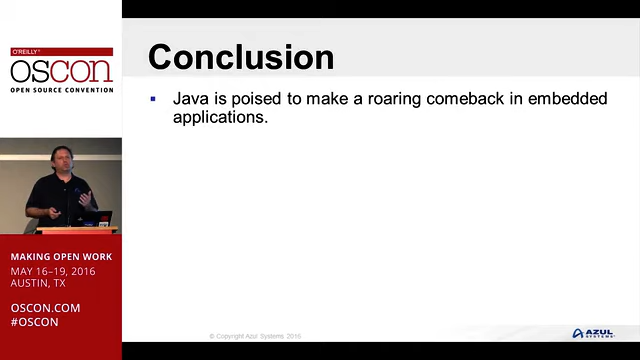 O'REILLY®
OSCON
OPEN SOURCE CONVENTION
MAKING OPEN WORK
MAY 16–19, 2016
AUSTIN, TX
OSCON.COM
#OSCON
Conclusion
▪ Java is poised to make a roaring comeback in embedded
applications.
© Copyright Azul Systems 2016
AZUL
SYSTEMS